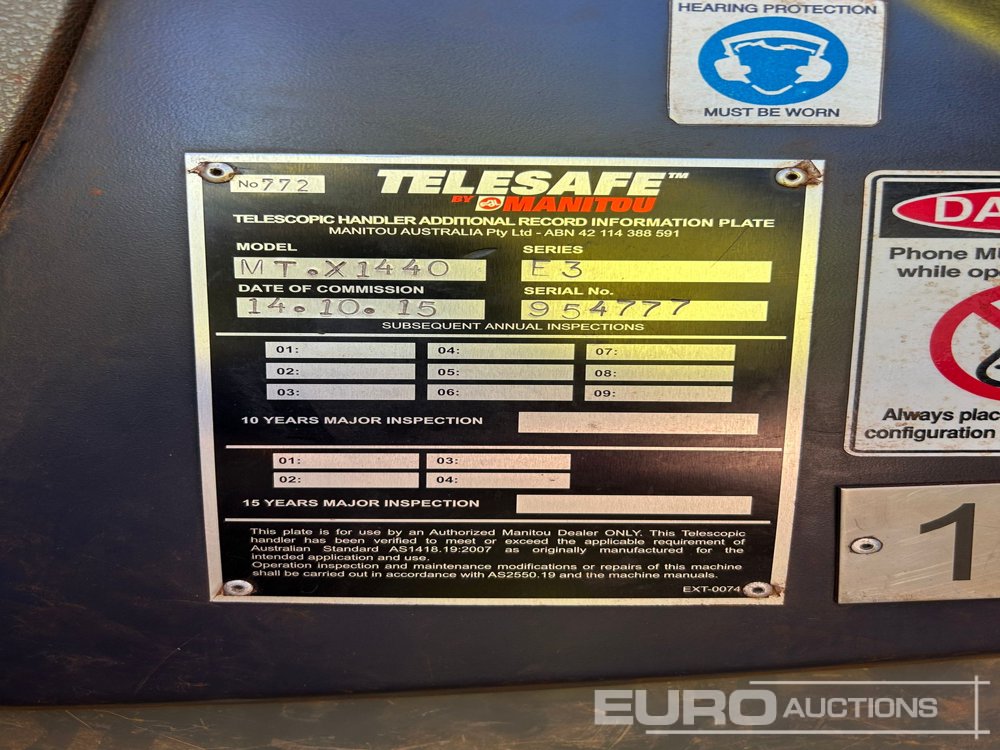 HEARING PROTECTION
MUST BE WORN
No 772
TELESAFE™
BY MANITOU
TELESCOPIC HANDLER ADDITIONAL RECORD INFORMATION PLATE
MANITOU AUSTRALIA Pty Ltd - ABN 42 114 388 591
MODEL SERIES
MT.X1440 E3
DATE OF COMMISSION SERIAL No.
14.10.15 954777
SUBSEQUENT ANNUAL INSPECTIONS
01: 04: 07:
02: 05: 08:
03: 06: 09:
10 YEARS MAJOR INSPECTION
01: 03:
02: 04:
15 YEARS MAJOR INSPECTION
This plate is for use by an Authorized Manitou Dealer ONLY. This Telescopic
handler has been verified to meet or exceed the applicable requirement of
Australian Standard AS1418.19:2007 as originally manufactured for the
intended application and use.
Operation inspection and maintenance modifications or repairs of this machine
shall be carried out in accordance with AS2550.19 and the machine manuals.
EXT-0074
DA
Phone MU
while op
Always plac
configuration
1
EURO AUCTIONS